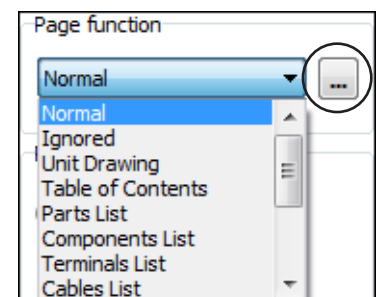 Page function
Normal
...
Normal
Ignored
Unit Drawing
Table of Contents
Parts List
Components List
Terminals List
Cables List